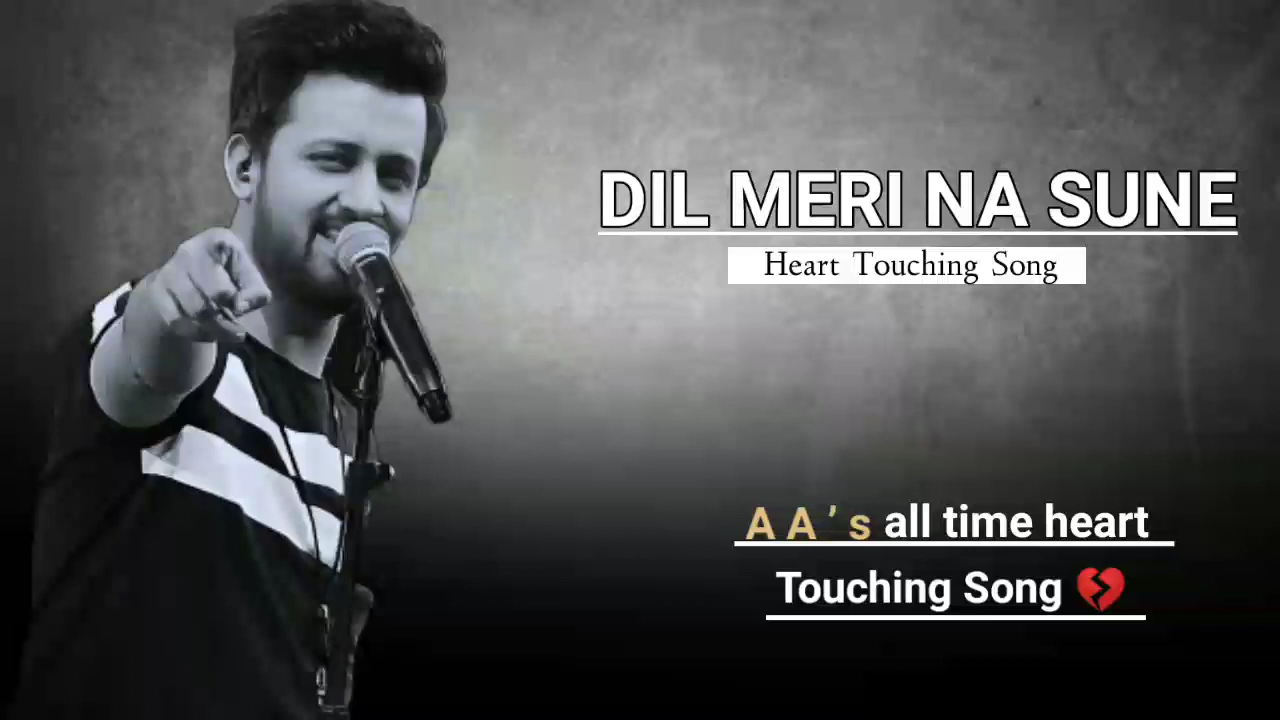 DIL MERI NA SUNE
Heart Touching Song
A A ’ s all time heart
Touching Song 💔